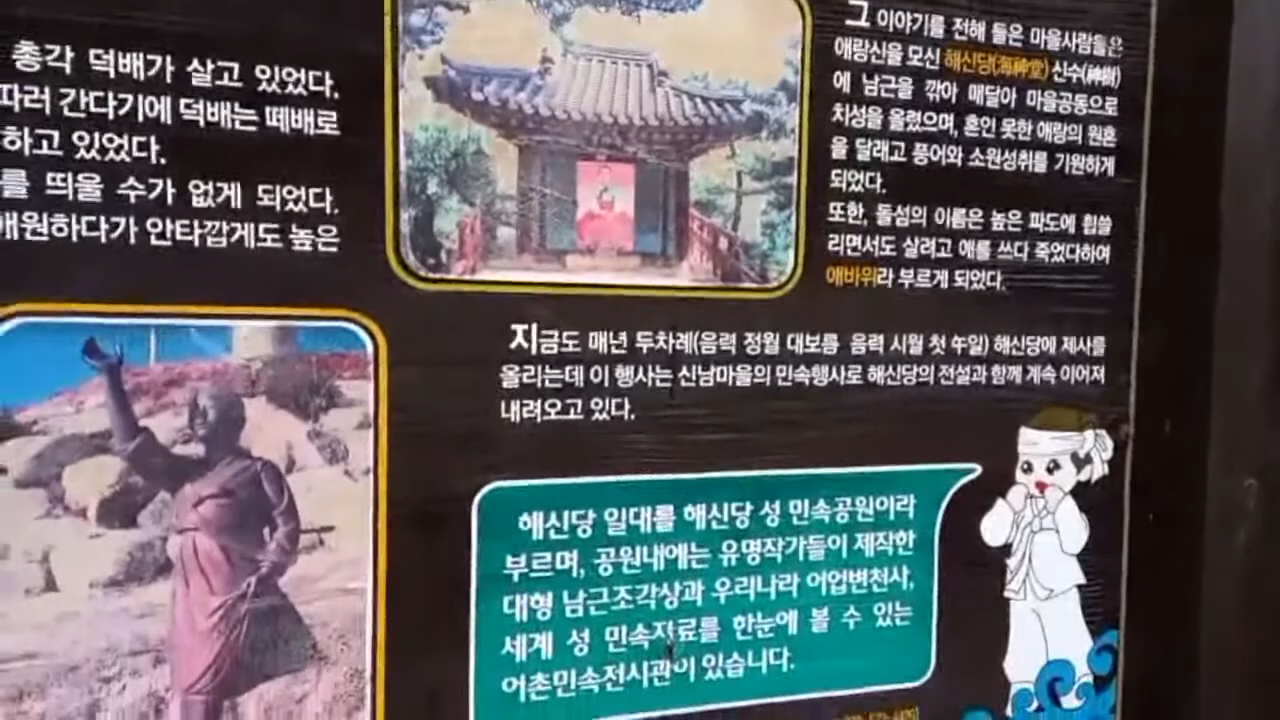 총각 덕배가 살고 있었다.
따러 간다기에 덕배는 떼배로
하고 있었다.
를 띄울 수가 없게 되었다.
애원하다가 안타깝게도 높은
그 이야기를 전해 들은 마을사람들은
애랑신을 모신 해신당(海神堂) 신수(神樹)
에 남근을 깎아 매달아 마을공동으로
치성을 올렸으며, 혼인 못한 애랑의 원혼
을 달래고 풍어와 소원성취를 기원하게
되었다.
또한, 돌섬의 이름은 높은 파도에 휩쓸
리면서도 살려고 애를 쓰다 죽었다하여
애바위라 부르게 되었다.
지금도 매년 두차례(음력 정월 대보름 음력 시월 첫 午일) 해신당에 제사를
올리는데 이 행사는 신남마을의 민속행사로 해신당의 전설과 함께 계속 이어져
내려오고 있다.
해신당 일대를 해신당 성 민속공원이라
부르며, 공원내에는 유명작가들이 제작한
대형 남근조각상과 우리나라 어업변천사,
세계 성 민속자료를 한눈에 볼 수 있는
어촌민속전시관이 있습니다.